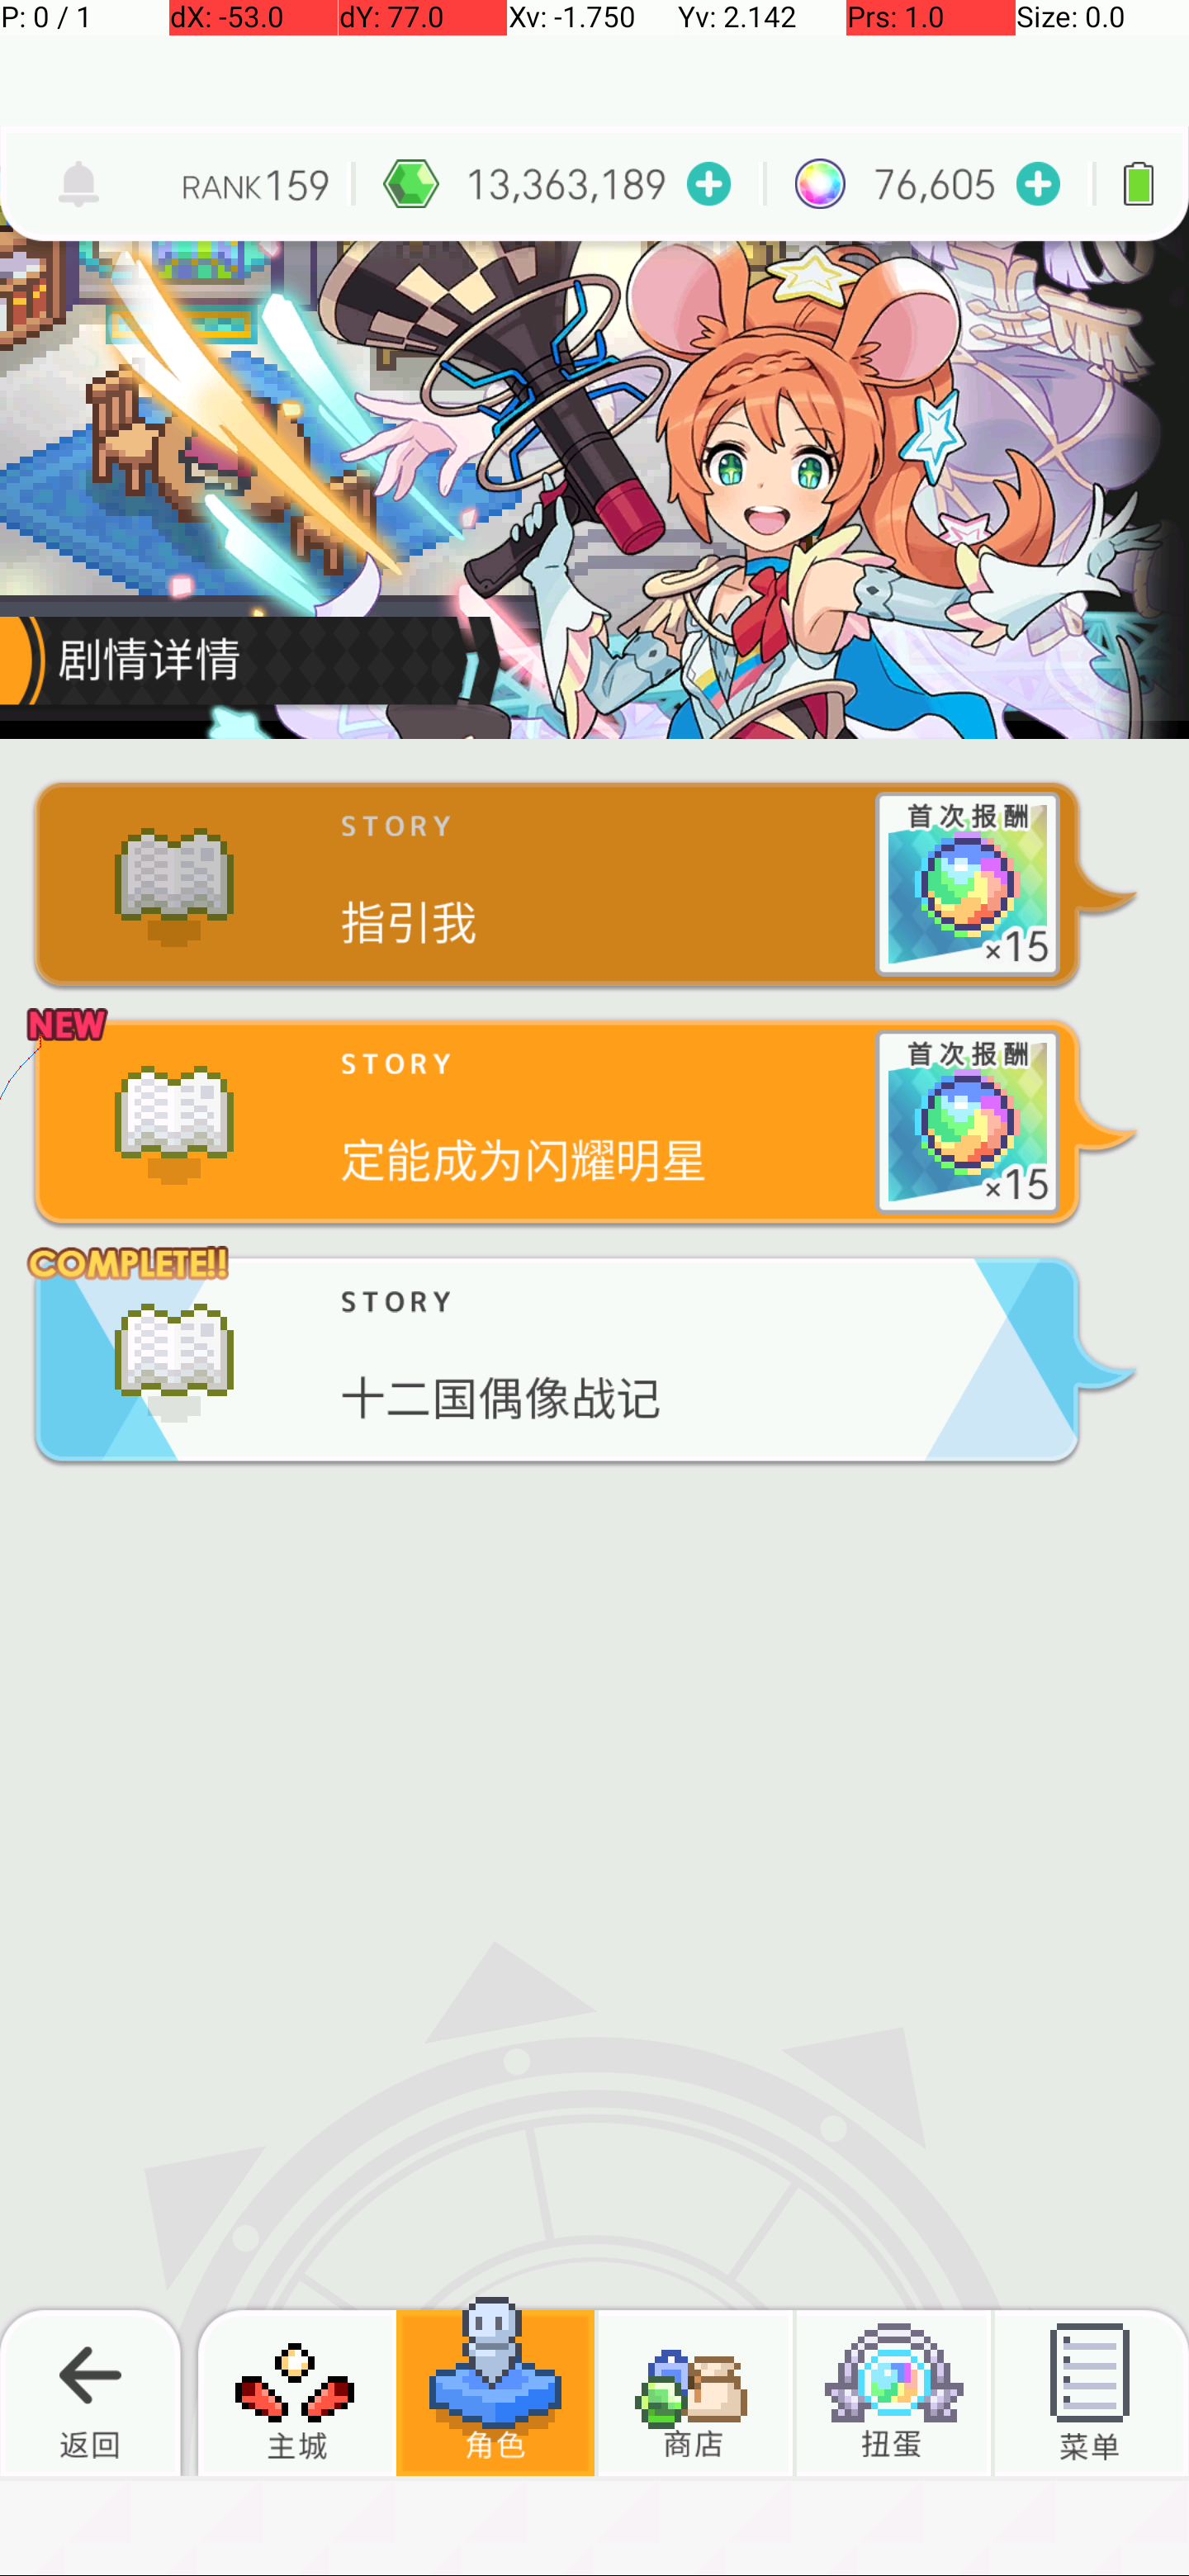 P: 0 / 1 dX: -53.0 dY: 77.0 Xv: -1.750 Yv: 2.142 Prs: 1.0 Size: 0.0
RANK 159 13,363,189 76,605
剧情详情
STORY
指引我
首次报酬
×15
NEW
STORY
定能成为闪耀明星
首次报酬
×15
COMPLETE!!
STORY
十二国偶像战记
返回 主城 角色 商店 扭蛋 菜单